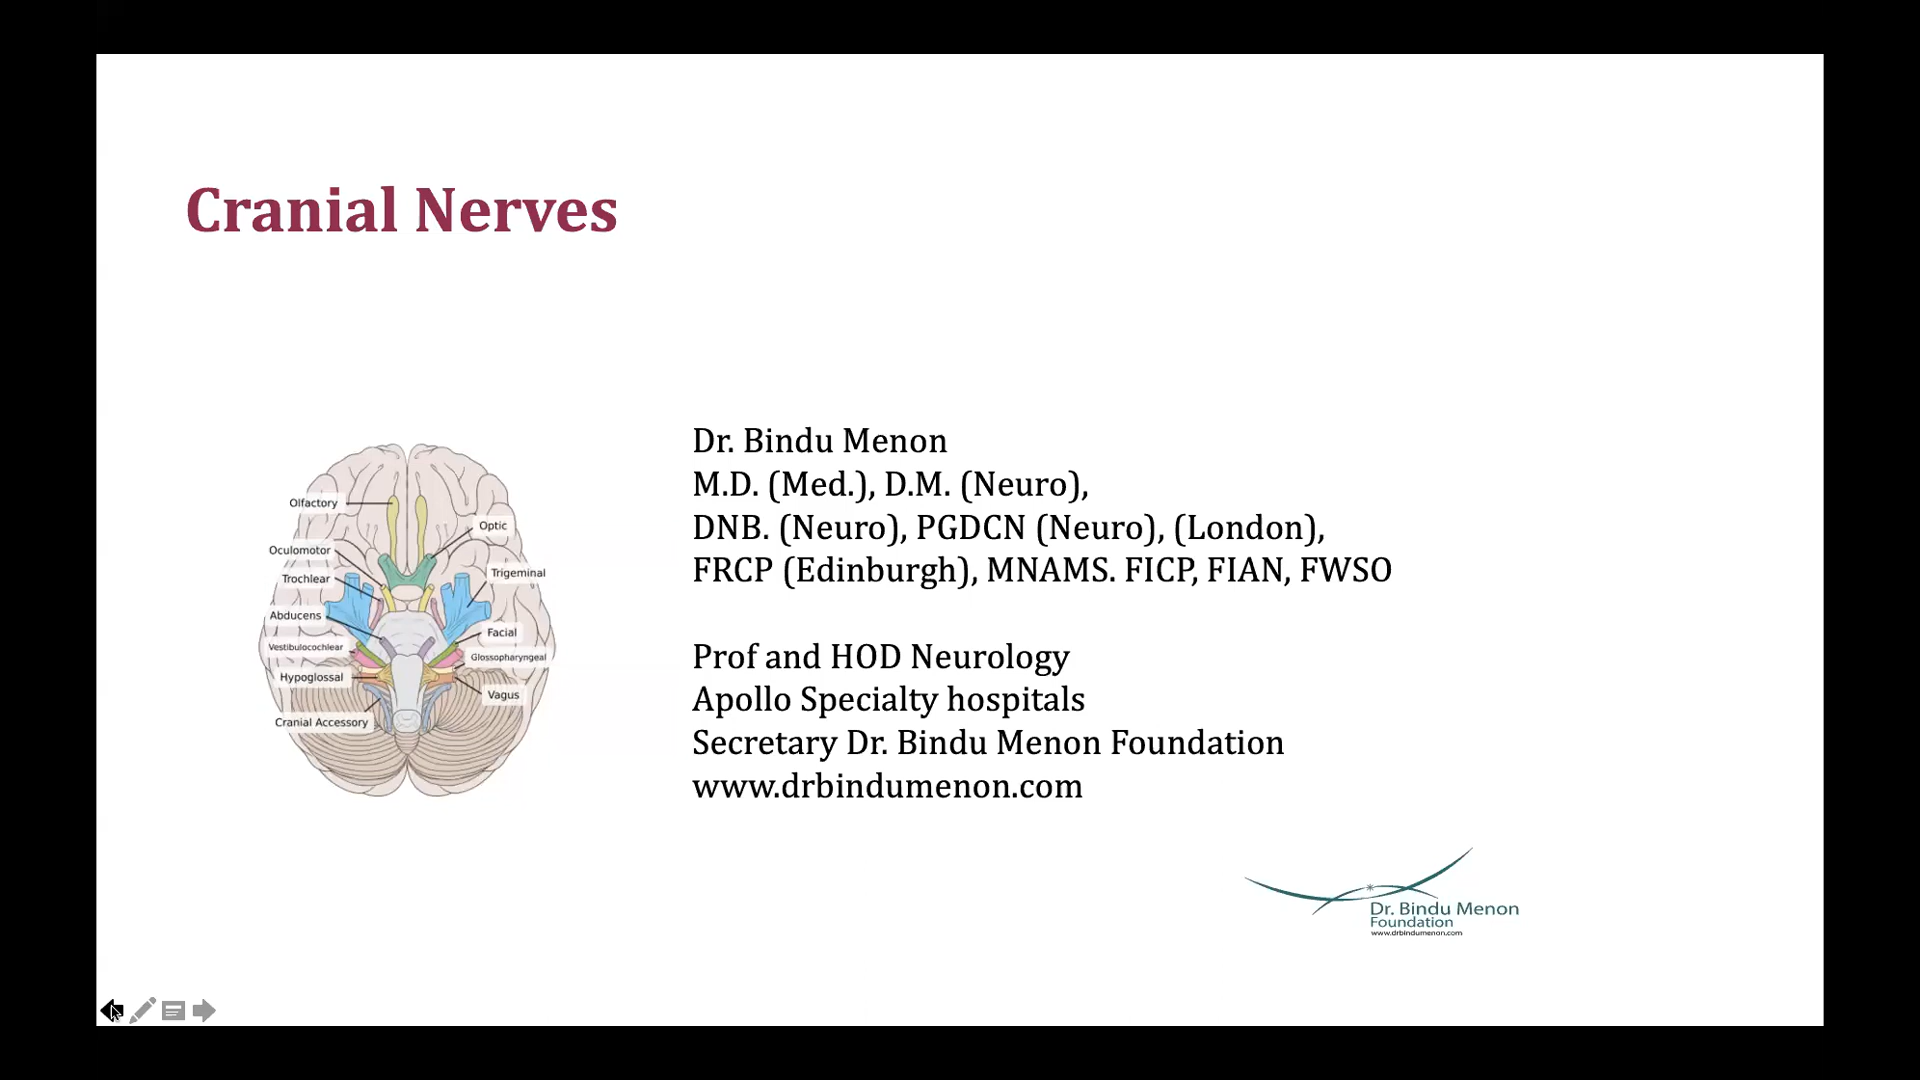 Cranial Nerves
Olfactory
Optic
Oculomotor
Trigeminal
Trochlear
Abducens
Facial
Vestibulocochlear
Glossopharyngeal
Hypoglossal
Vagus
Cranial Accessory
Dr. Bindu Menon
M.D. (Med.), D.M. (Neuro),
DNB. (Neuro), PGDCN (Neuro), (London),
FRCP (Edinburgh), MNAMS. FICP, FIAN, FWSO
Prof and HOD Neurology
Apollo Specialty hospitals
Secretary Dr. Bindu Menon Foundation
www.drbindumenon.com
Dr. Bindu Menon
Foundation
www.drbindumenon.com